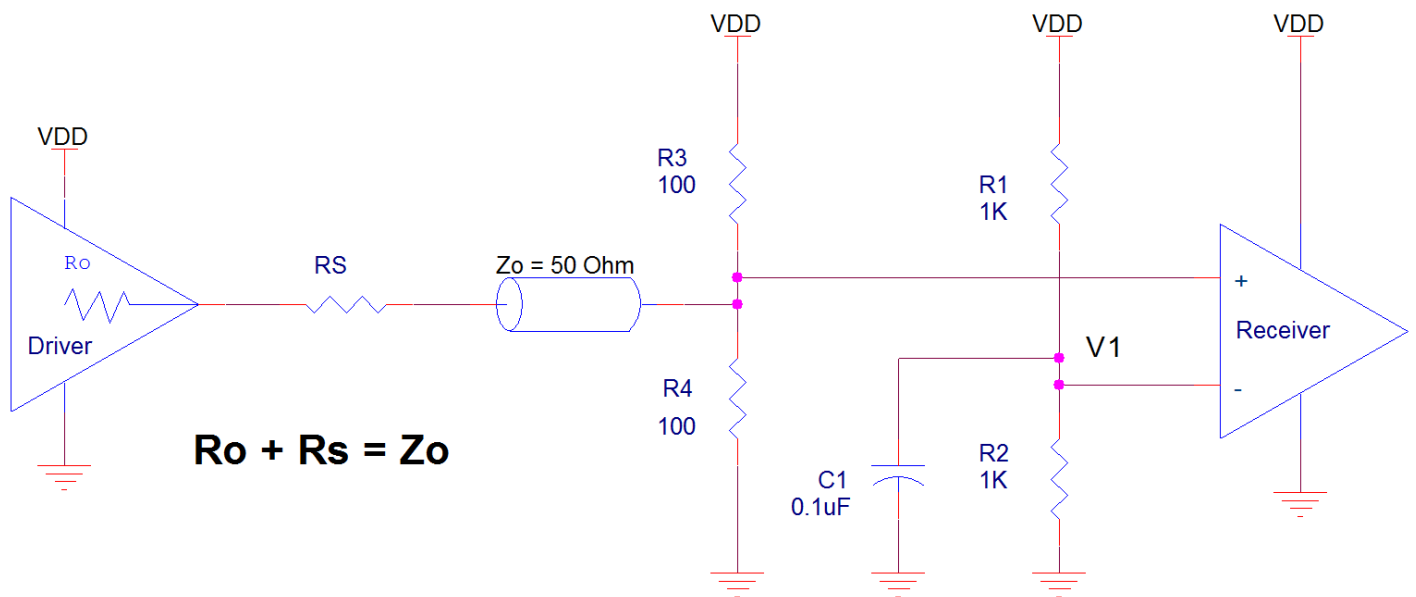 VDD
VDD
VDD
VDD
R3
100
R1
1K
Ro
RS
Zo = 50 Ohm
+
Driver
Receiver
V1
-
R4
100
Ro + Rs = Zo
R2
1K
C1
0.1uF